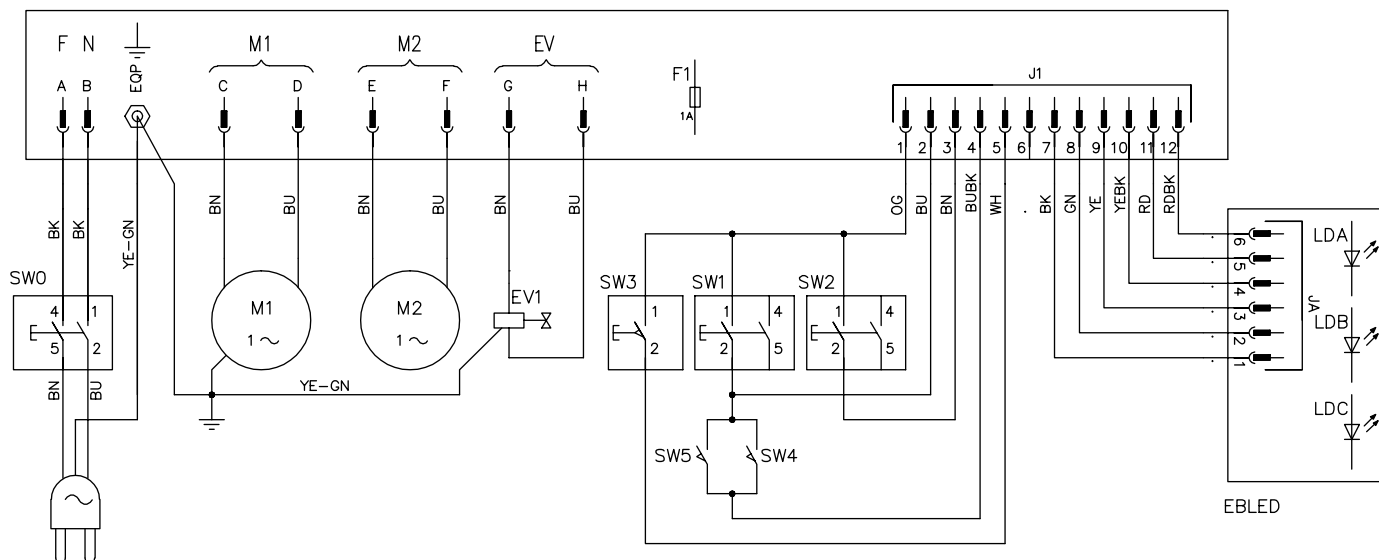 F N M1 M2 EV
A B EQP C D E F G H F1 J1
1A
1 2 3 4 5 6 7 8 9 10 11 12
BK BK YE-GN BN BU BN BU BN BU OG BU BN BUBK WH BK GN YE YEBK RD RDBK
SW0 EV1 SW3 SW1 SW2 LDA
4 1 M1 M2 1 1 4 1 4 6 5 4 3 2 1 JA LDB
5 2 1 1 2 2 5 2 5
BN BU YE-GN LDC
SW5 SW4
EBLED